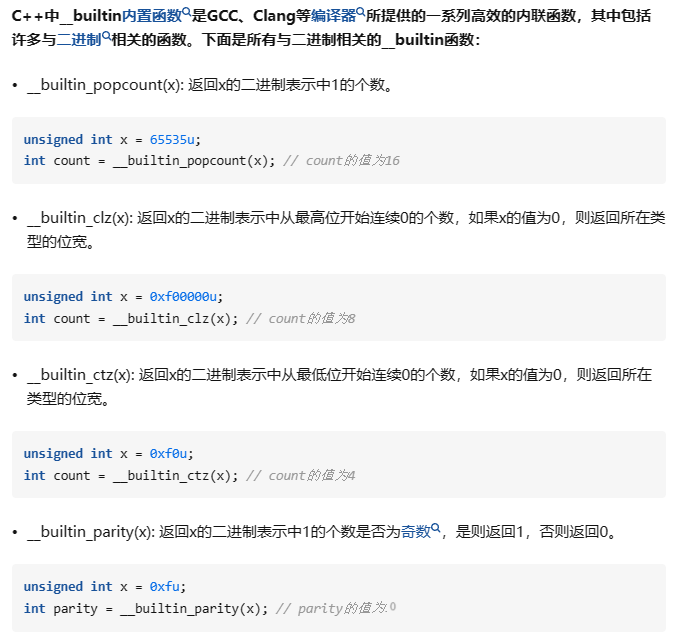 C++中__builtin内置函数是GCC、Clang等编译器所提供的一系列高效的内联函数，其中包括
许多与二进制相关的函数。下面是所有与二进制相关的__builtin函数：
• __builtin_popcount(x): 返回x的二进制表示中1的个数。
unsigned int x = 65535u;
int count = __builtin_popcount(x); // count的值为16
• __builtin_clz(x): 返回x的二进制表示中从最高位开始连续0的个数，如果x的值为0，则返回所在类
型的位宽。
unsigned int x = 0xf00000u;
int count = __builtin_clz(x); // count的值为8
• __builtin_ctz(x): 返回x的二进制表示中从最低位开始连续0的个数，如果x的值为0，则返回所在
类型的位宽。
unsigned int x = 0xf0u;
int count = __builtin_ctz(x); // count的值为4
• __builtin_parity(x): 返回x的二进制表示中1的个数是否为奇数，是则返回1，否则返回0。
unsigned int x = 0xfu;
int parity = __builtin_parity(x); // parity的值为:0